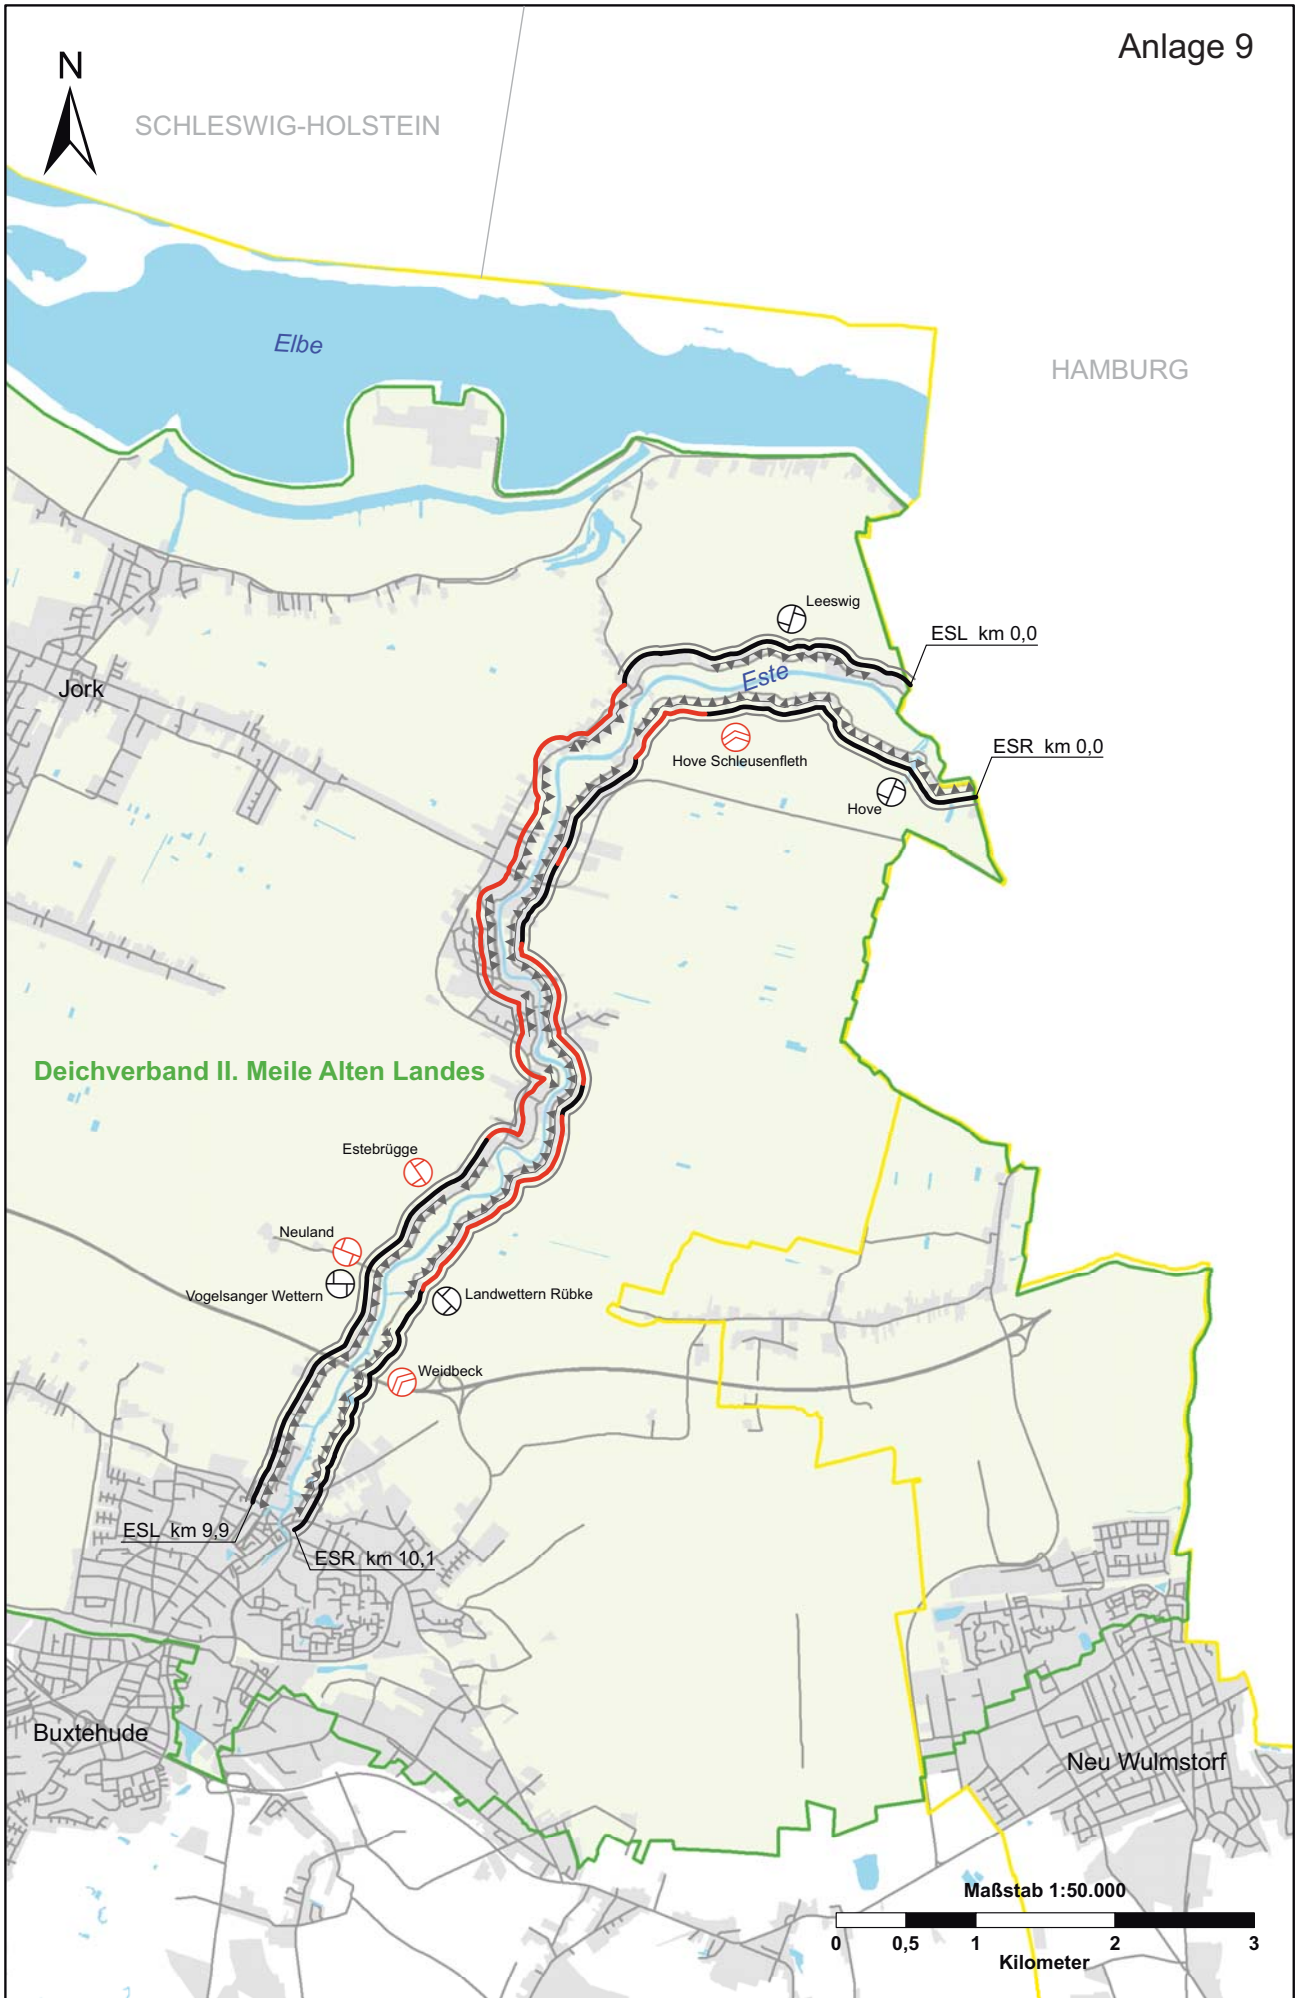 Anlage 9
N
SCHLESWIG-HOLSTEIN
Elbe
HAMBURG
Leeswig
ESL km 0,0
Este
Jork
ESR km 0,0
Hove Schleusenfleth
Hove
Deichverband II. Meile Alten Landes
Estebrügge
Neuland
Vogelsanger Wettern
Landwettern Rübke
Weidbeck
ESL km 9,9
ESR km 10,1
Buxtehude
Neu Wulmstorf
Maßstab 1:50.000
0 0,5 1 2 3
Kilometer